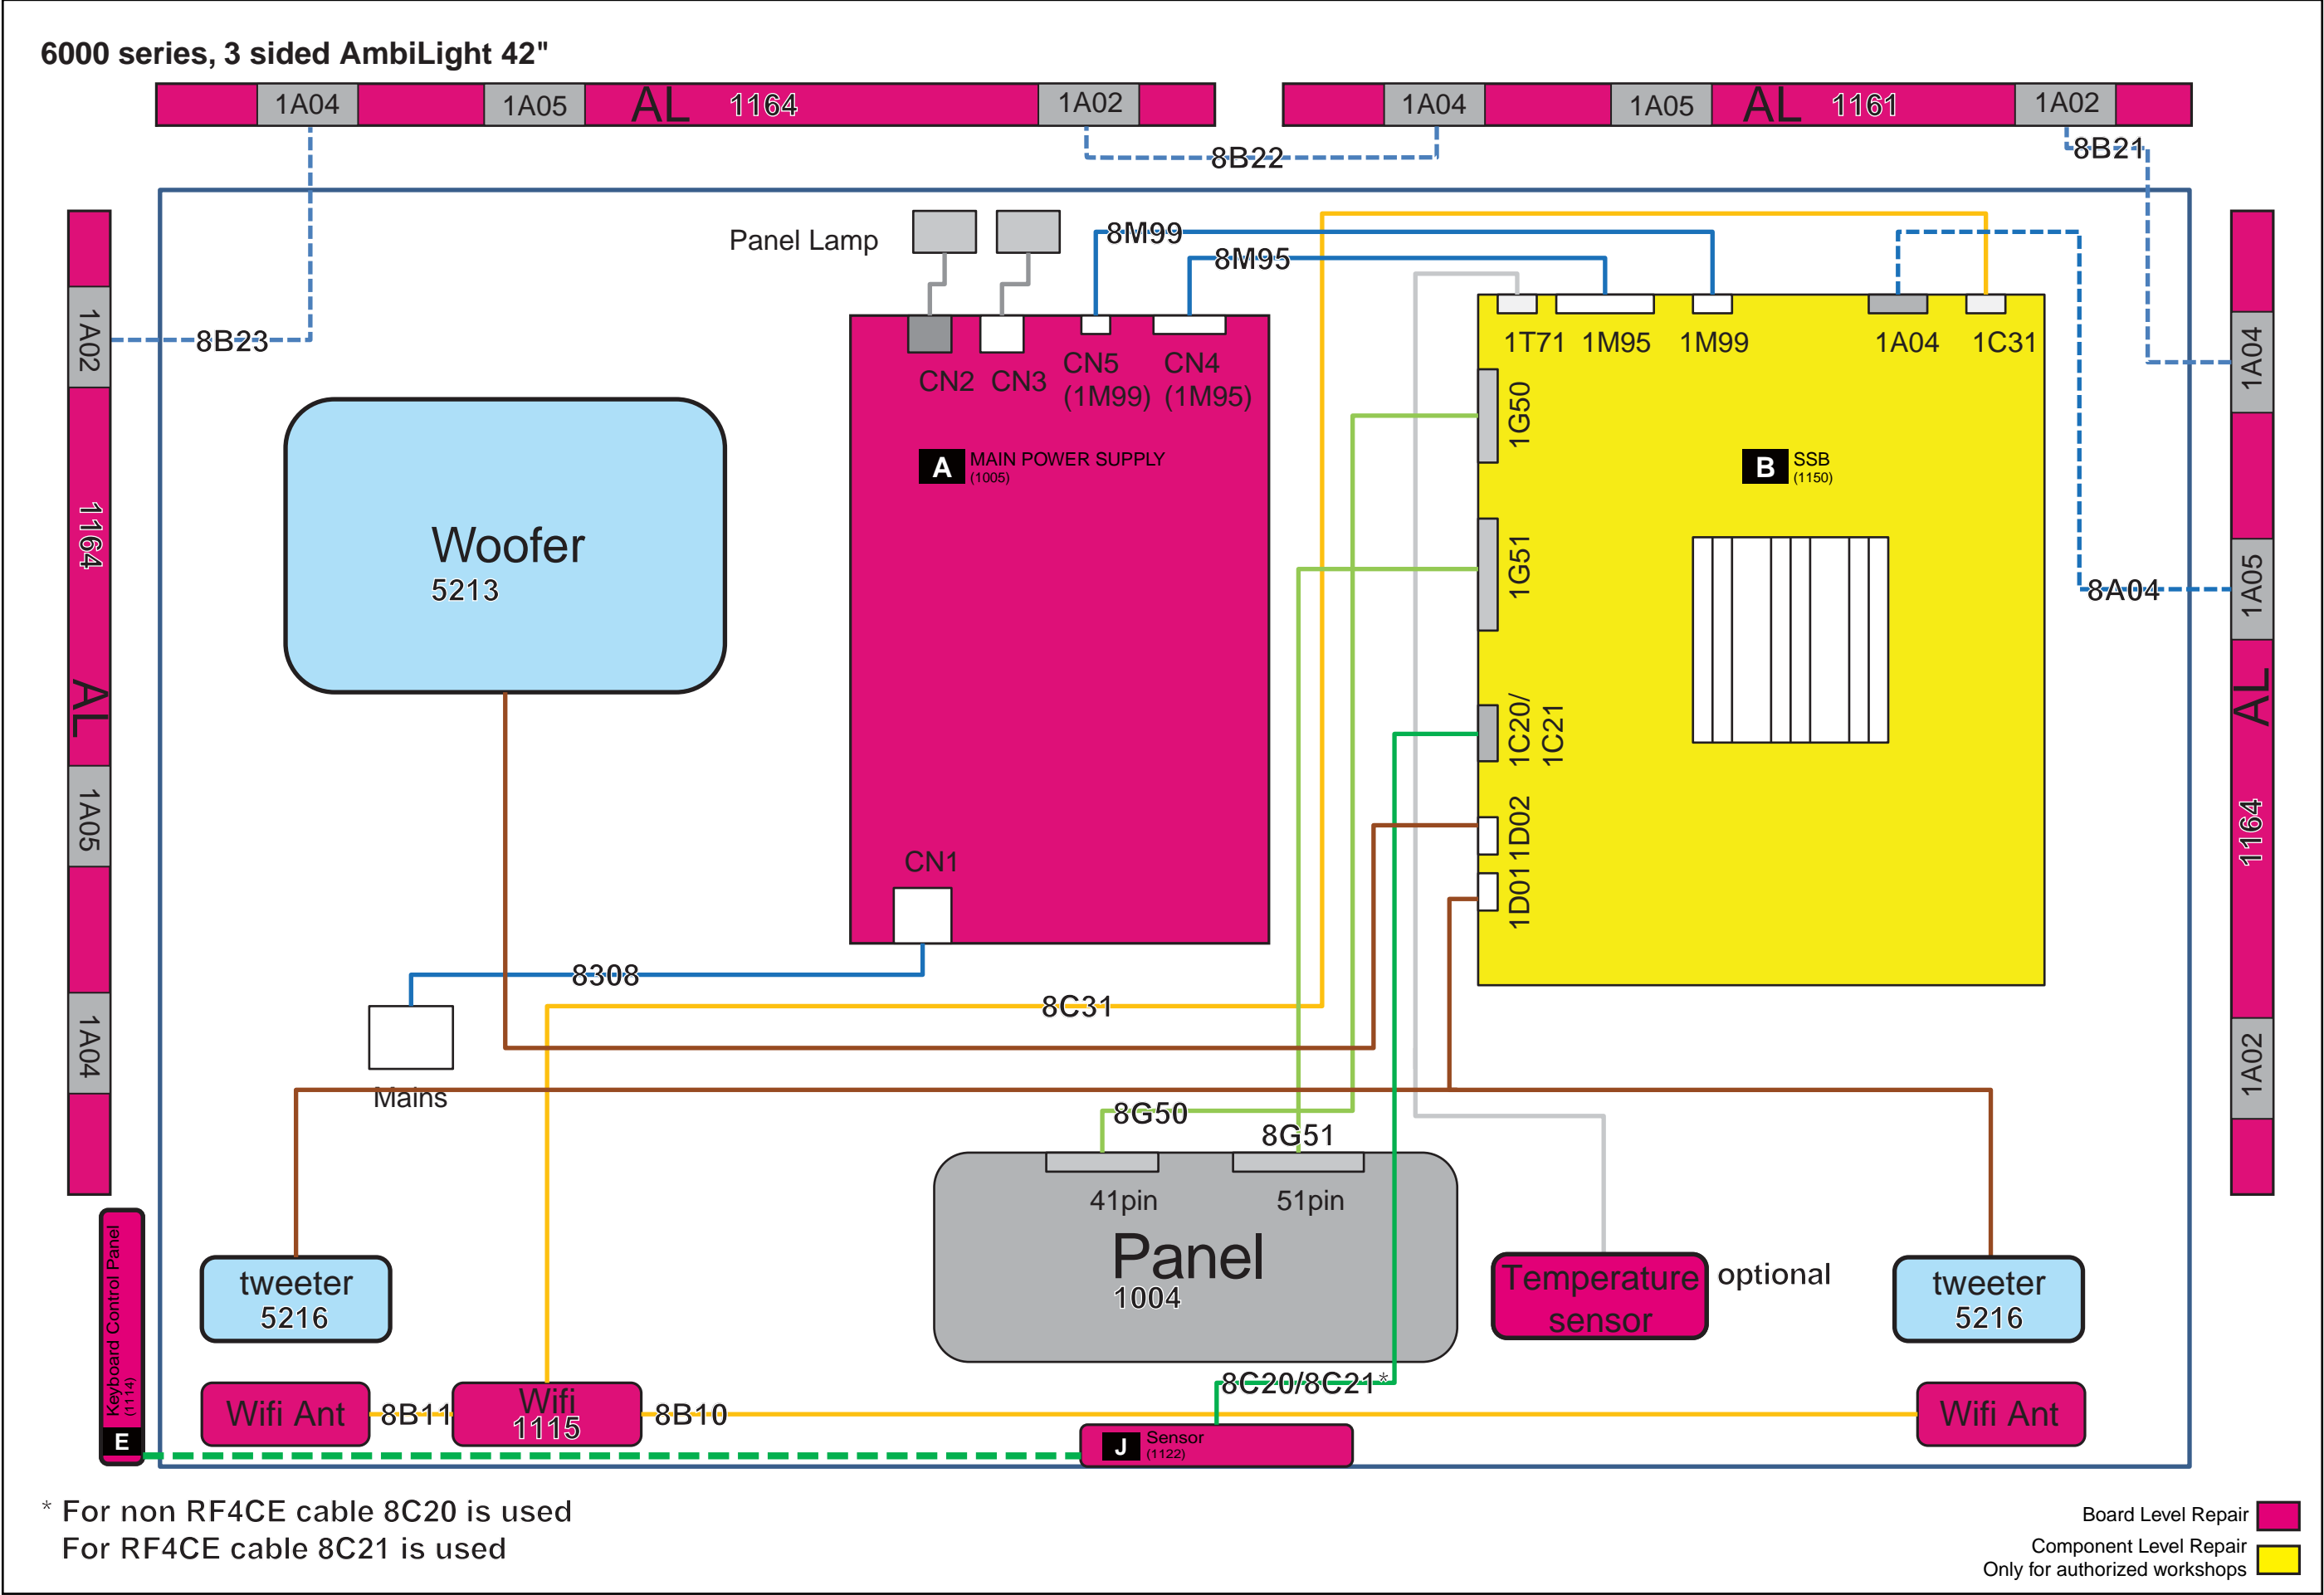 6000 series, 3 sided AmbiLight 42"
1A04
1A05
AL
1164
1A02
1A04
1A05
AL
1161
1A02
8B22
8B21
8B23
1A02
1164
AL
1A05
1A04
Panel Lamp
8M99
8M95
CN2
CN3
CN5
(1M99)
CN4
(1M95)
A
MAIN POWER SUPPLY
(1005)
CN1
1T71
1M95
1M99
1A04
1C31
1G50
1G51
1C20/
1C21
1D02
1D01
B
SSB
(1150)
1A04
1A05
8A04
AL
1164
1A02
Woofer
5213
8308
Mains
8C31
8G50
8G51
41pin
51pin
Panel
1004
Temperature
sensor
optional
tweeter
5216
tweeter
5216
Keyboard Control Panel
(1114)
E
Wifi Ant
8B11
Wifi
1115
8B10
8C20/8C21*
J
Sensor
(1122)
Wifi Ant
* For non RF4CE cable 8C20 is used
For RF4CE cable 8C21 is used
Board Level Repair
Component Level Repair
Only for authorized workshops